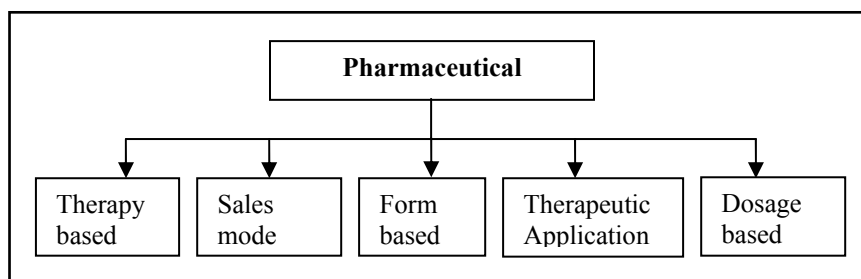 Pharmaceutical
Therapy
based
Sales
mode
Form
based
Therapeutic
Application
Dosage
based